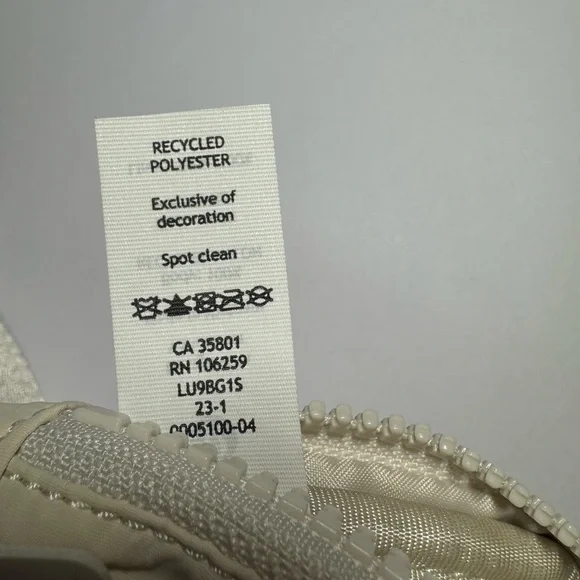 RECYCLED
POLYESTER
Exclusive of
decoration
Spot clean
CA 35801
RN 106259
LU9BG1S
23-1
0005100-04